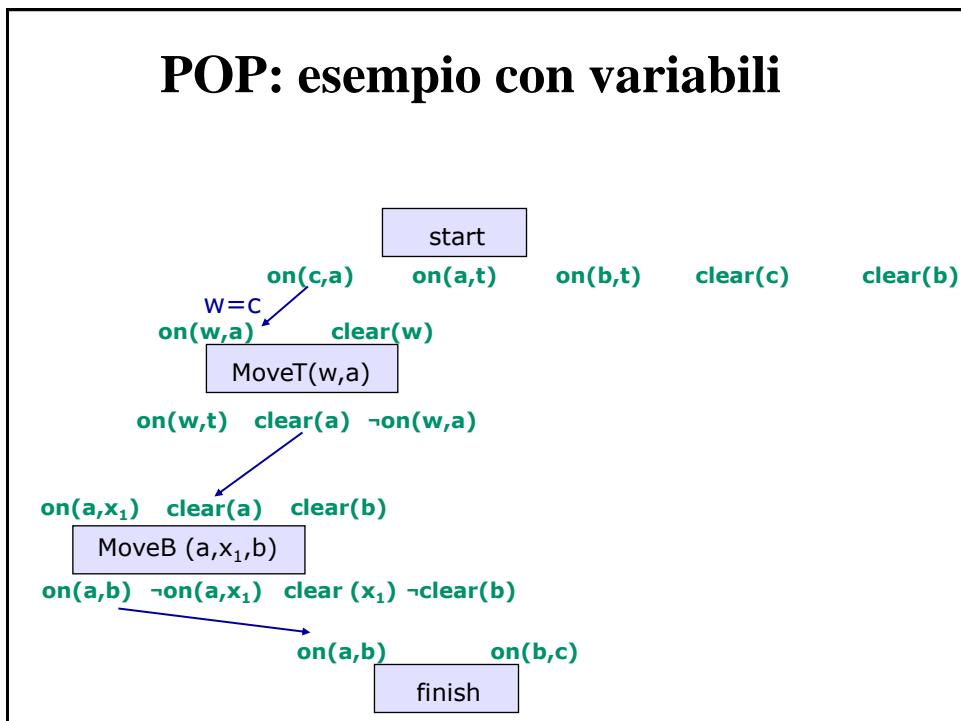 POP: esempio con variabili
start
on(c,a) on(a,t) on(b,t) clear(c) clear(b)
w=c
on(w,a) clear(w)
MoveT(w,a)
on(w,t) clear(a) ¬on(w,a)
on(a,x₁) clear(a) clear(b)
MoveB (a,x₁,b)
on(a,b) ¬on(a,x₁) clear (x₁) ¬clear(b)
on(a,b) on(b,c)
finish